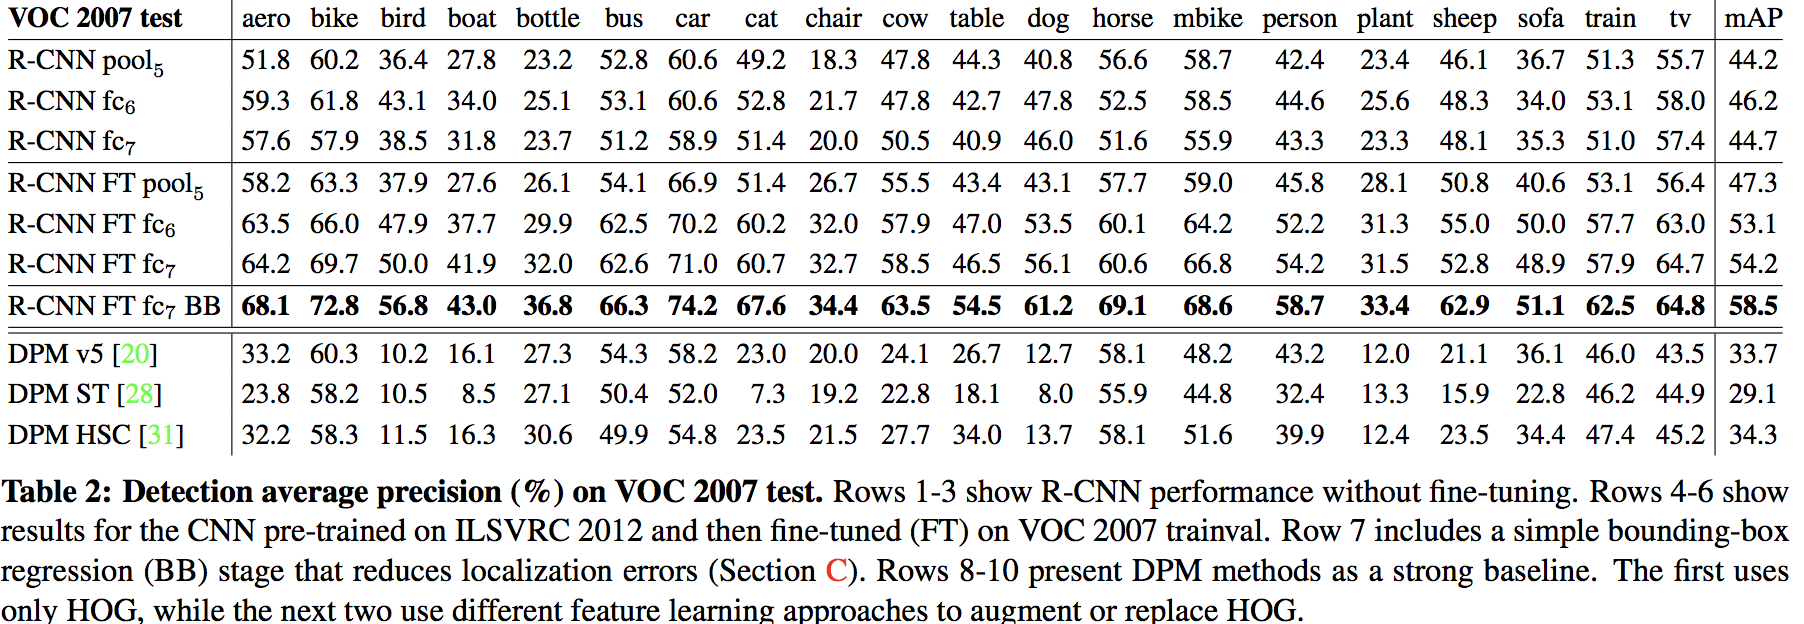 VOC 2007 test aero bike bird boat bottle bus car cat chair cow table dog horse mbike person plant sheep sofa train tv mAP
R-CNN pool5 51.8 60.2 36.4 27.8 23.2 52.8 60.6 49.2 18.3 47.8 44.3 40.8 56.6 58.7 42.4 23.4 46.1 36.7 51.3 55.7 44.2
R-CNN fc6 59.3 61.8 43.1 34.0 25.1 53.1 60.6 52.8 21.7 47.8 42.7 47.8 52.5 58.5 44.6 25.6 48.3 34.0 53.1 58.0 46.2
R-CNN fc7 57.6 57.9 38.5 31.8 23.7 51.2 58.9 51.4 20.0 50.5 40.9 46.0 51.6 55.9 43.3 23.3 48.1 35.3 51.0 57.4 44.7
R-CNN FT pool5 58.2 63.3 37.9 27.6 26.1 54.1 66.9 51.4 26.7 55.5 43.4 43.1 57.7 59.0 45.8 28.1 50.8 40.6 53.1 56.4 47.3
R-CNN FT fc6 63.5 66.0 47.9 37.7 29.9 62.5 70.2 60.2 32.0 57.9 47.0 53.5 60.1 64.2 52.2 31.3 55.0 50.0 57.7 63.0 53.1
R-CNN FT fc7 64.2 69.7 50.0 41.9 32.0 62.6 71.0 60.7 32.7 58.5 46.5 56.1 60.6 66.8 54.2 31.5 52.8 48.9 57.9 64.7 54.2
R-CNN FT fc7 BB 68.1 72.8 56.8 43.0 36.8 66.3 74.2 67.6 34.4 63.5 54.5 61.2 69.1 68.6 58.7 33.4 62.9 51.1 62.5 64.8 58.5
DPM v5 [20] 33.2 60.3 10.2 16.1 27.3 54.3 58.2 23.0 20.0 24.1 26.7 12.7 58.1 48.2 43.2 12.0 21.1 36.1 46.0 43.5 33.7
DPM ST [28] 23.8 58.2 10.5 8.5 27.1 50.4 52.0 7.3 19.2 22.8 18.1 8.0 55.9 44.8 32.4 13.3 15.9 22.8 46.2 44.9 29.1
DPM HSC [31] 32.2 58.3 11.5 16.3 30.6 49.9 54.8 23.5 21.5 27.7 34.0 13.7 58.1 51.6 39.9 12.4 23.5 34.4 47.4 45.2 34.3
Table 2: Detection average precision (%) on VOC 2007 test. Rows 1-3 show R-CNN performance without fine-tuning. Rows 4-6 show
results for the CNN pre-trained on ILSVRC 2012 and then fine-tuned (FT) on VOC 2007 trainval. Row 7 includes a simple bounding-box
regression (BB) stage that reduces localization errors (Section C). Rows 8-10 present DPM methods as a strong baseline. The first uses
only HOG, while the next two use different feature learning approaches to augment or replace HOG.